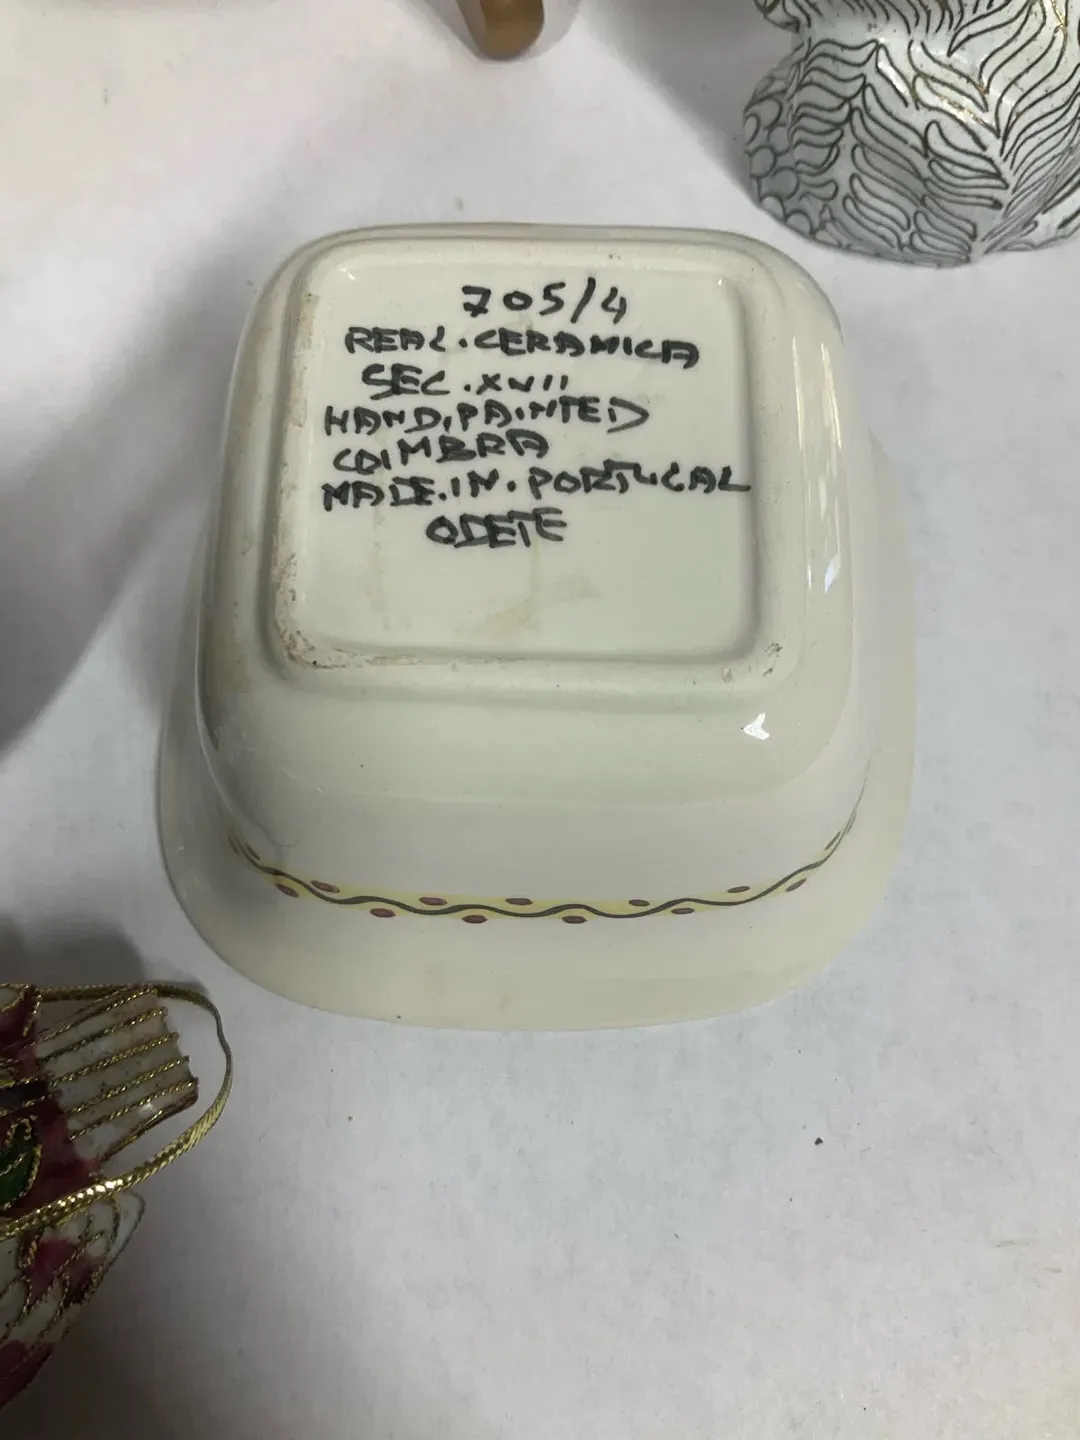 705/4
REAL.CERAMICA
SEC.XVII
HAND.PAINTED
COIMBRA
MADE.IN.PORTUGAL
ODETE